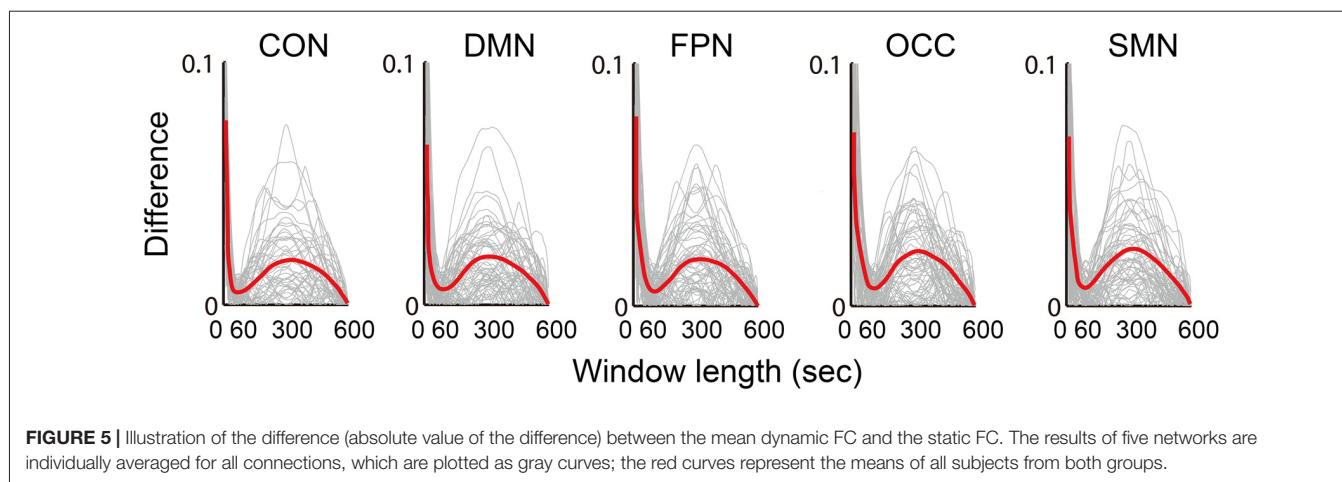 CON DMN FPN OCC SMN
0.1 0.1 0.1 0.1 0.1
Difference
0 0 0 0 0
0 60 300 600 0 60 300 600 0 60 300 600 0 60 300 600 0 60 300 600
Window length (sec)
FIGURE 5 | Illustration of the difference (absolute value of the difference) between the mean dynamic FC and the static FC. The results of five networks are
individually averaged for all connections, which are plotted as gray curves; the red curves represent the means of all subjects from both groups.